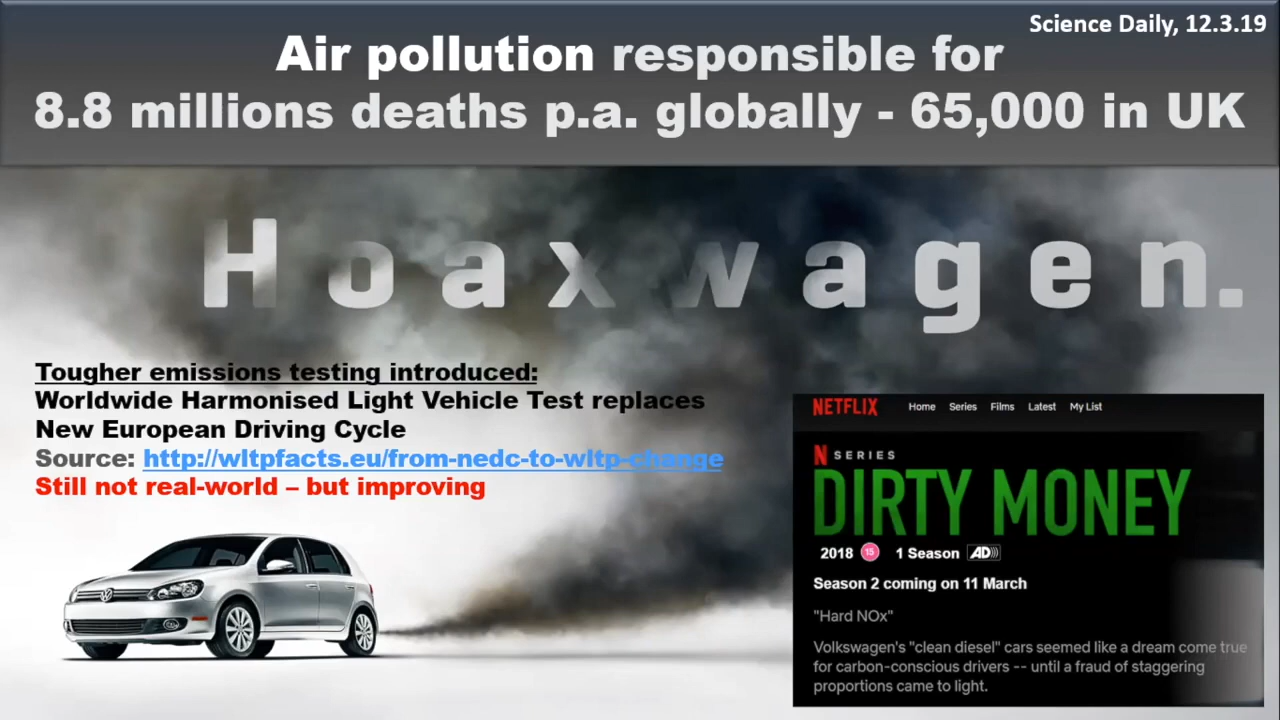 Science Daily, 12.3.19
Air pollution responsible for
8.8 millions deaths p.a. globally - 65,000 in UK
Hoaxwagen.
Tougher emissions testing introduced:
Worldwide Harmonised Light Vehicle Test replaces
New European Driving Cycle
Source: http://wltpfacts.eu/from-nedc-to-wltp-change
Still not real-world – but improving
NETFLIX Home Series Films Latest My List
N SERIES
DIRTY MONEY
2018 15 1 Season AD)))
Season 2 coming on 11 March
"Hard NOx"
Volkswagen's "clean diesel" cars seemed like a dream come true
for carbon-conscious drivers -- until a fraud of staggering
proportions came to light.